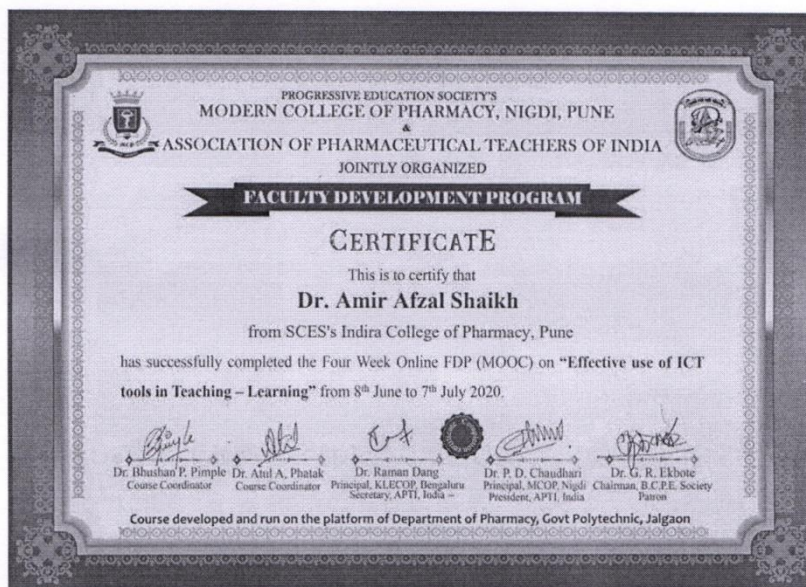 PROGRESSIVE EDUCATION SOCIETY'S
MODERN COLLEGE OF PHARMACY, NIGDI, PUNE
&
ASSOCIATION OF PHARMACEUTICAL TEACHERS OF INDIA
JOINTLY ORGANIZED
FACULTY DEVELOPMENT PROGRAM
CERTIFICATE
This is to certify that
Dr. Amir Afzal Shaikh
from SCES's Indira College of Pharmacy, Pune
has successfully completed the Four Week Online FDP (MOOC) on “Effective use of ICT
tools in Teaching – Learning” from 8th June to 7th July 2020.
Dr. Bhushan P. Pimple
Course Coordinator
Dr. Atul A. Phatak
Course Coordinator
Dr. Raman Dang
Principal, KLECOP, Bengaluru
Secretary, APTI, India –
Dr. P. D. Chaudhari
Principal, MCOP, Nigdi
President, APTI, India
Dr. G. R. Ekbote
Chairman, B.C.P.E. Society
Patron
Course developed and run on the platform of Department of Pharmacy, Govt Polytechnic, Jalgaon